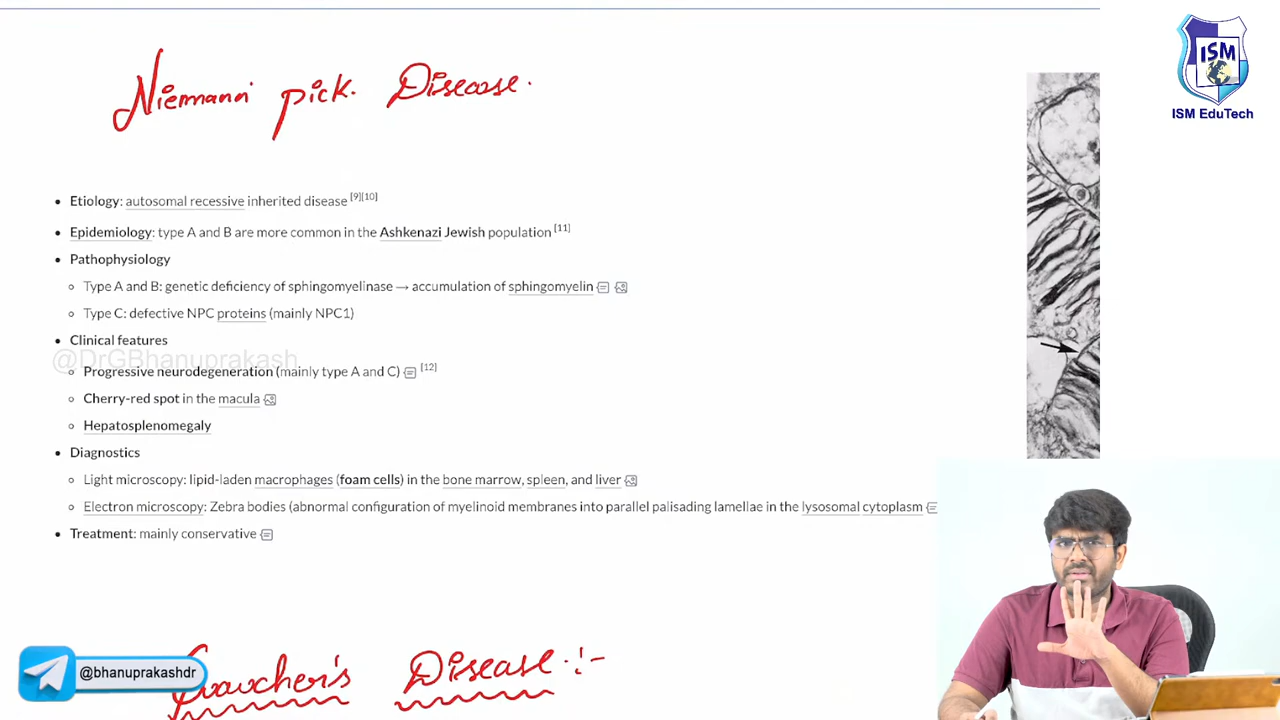 ISM
ISM EduTech
Niemann pick Disease.
• Etiology: autosomal recessive inherited disease [9][10]
• Epidemiology: type A and B are more common in the Ashkenazi Jewish population [11]
• Pathophysiology
◦ Type A and B: genetic deficiency of sphingomyelinase → accumulation of sphingomyelin
◦ Type C: defective NPC proteins (mainly NPC1)
• Clinical features
@DrGBhanuprakash
◦ Progressive neurodegeneration (mainly type A and C) [12]
◦ Cherry-red spot in the macula
◦ Hepatosplenomegaly
• Diagnostics
◦ Light microscopy: lipid-laden macrophages (foam cells) in the bone marrow, spleen, and liver
◦ Electron microscopy: Zebra bodies (abnormal configuration of myelinoid membranes into parallel palisading lamellae in the lysosomal cytoplasm
• Treatment: mainly conservative
Gaucher's Disease :-
@bhanuprakashdr